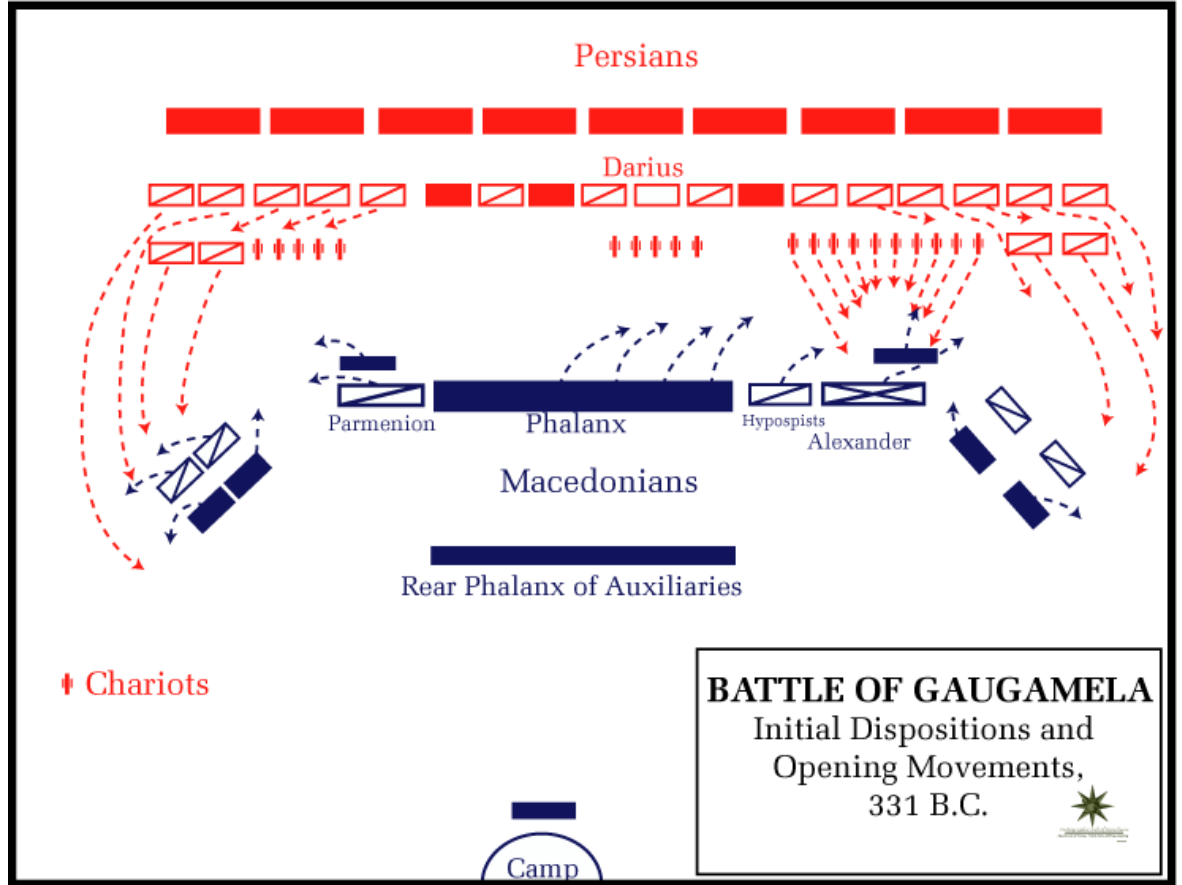 Persians
Darius
Parmenion
Phalanx
Hypospists
Alexander
Macedonians
Rear Phalanx of Auxiliaries
Chariots
BATTLE OF GAUGAMELA
Initial Dispositions and
Opening Movements,
331 B.C.
Camp